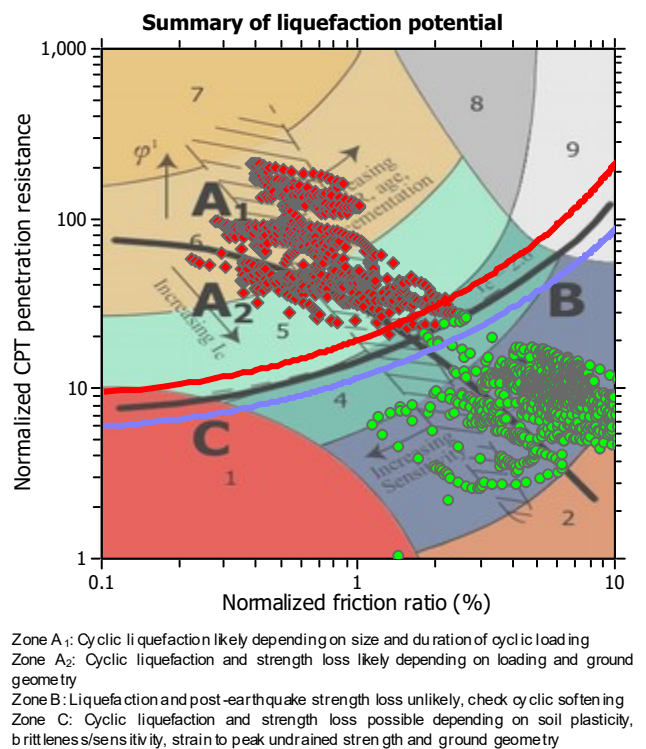 Summary of liquefaction potential
1,000
100
10
1
0.1
1
10
Normalized CPT penetration resistance
Normalized friction ratio (%)
7
8
9
φ'
A1
6
A2
5
B
4
C
1
2
Increasing Ic
Increasing
Sensitivity
age,
cementation
Zone A1: Cyclic liquefaction likely depending on size and duration of cyclic loading
Zone A2: Cyclic liquefaction and strength loss likely depending on loading and ground
geometry
Zone B: Liquefaction and post-earthquake strength loss unlikely, check cyclic softening
Zone C: Cyclic liquefaction and strength loss possible depending on soil plasticity,
brittleness/sensitivity, strain to peak undrained strength and ground geometry